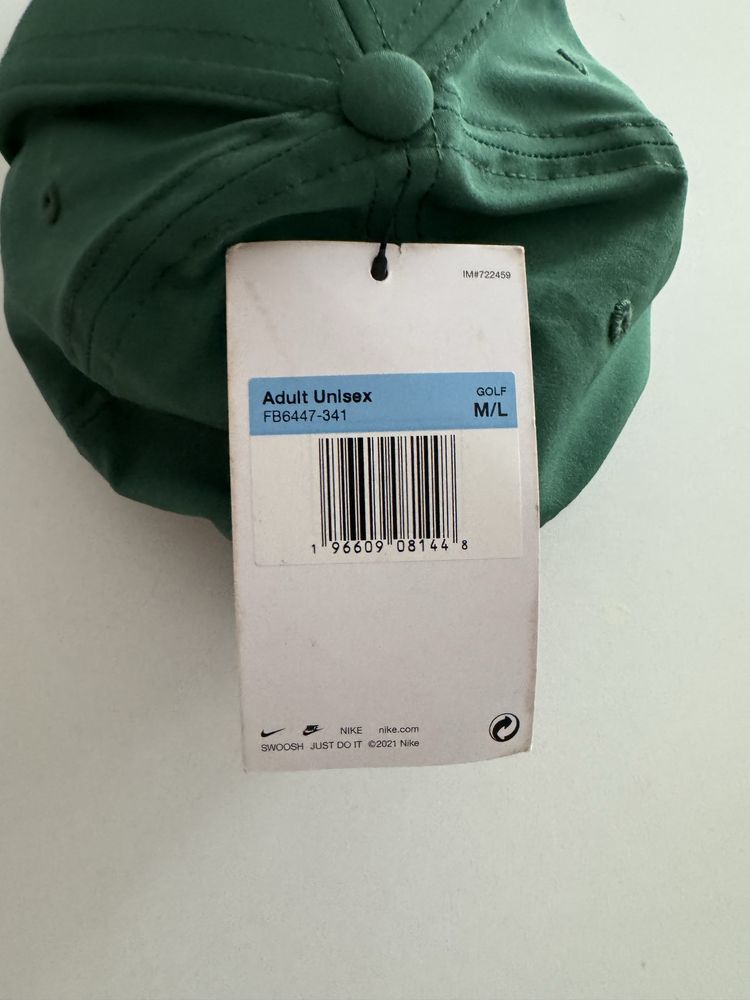 IM#722459
Adult Unisex
FB6447-341
GOLF
M/L
1 96609 08144 8
NIKE nike.com
SWOOSH JUST DO IT ©2021 Nike